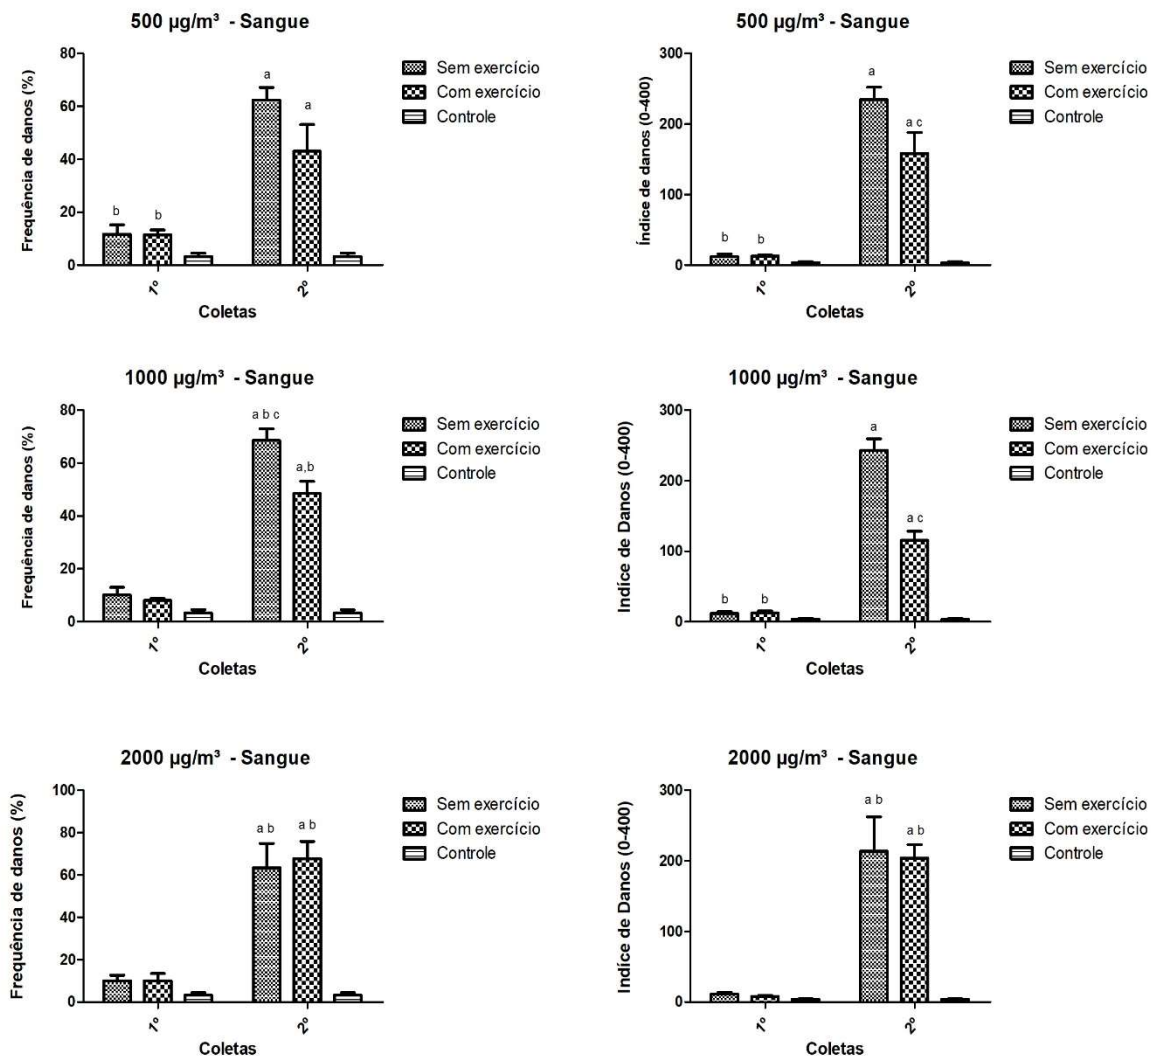 500 µg/m³ - Sangue
Frequência de danos (%)
80
60
40
20
0
b
b
a
a
1º
2º
Coletas
Sem exercício
Com exercício
Controle
500 µg/m³ - Sangue
Índice de danos (0-400)
300
200
100
0
b
b
a
a c
1º
2º
Coletas
Sem exercício
Com exercício
Controle
1000 µg/m³ - Sangue
Frequência de danos (%)
80
60
40
20
0
a b c
a,b
1º
2º
Coletas
Sem exercício
Com exercício
Controle
1000 µg/m³ - Sangue
Indice de Danos (0-400)
300
200
100
0
b
b
a
a c
1º
2º
Coletas
Sem exercício
Com exercício
Controle
2000 µg/m³ - Sangue
Frequência de danos (%)
100
80
60
40
20
0
a b
a b
1º
2º
Coletas
Sem exercício
Com exercício
Controle
2000 µg/m³ - Sangue
Indice de Danos (0-400)
300
200
100
0
a b
a b
1º
2º
Coletas
Sem exercício
Com exercício
Controle